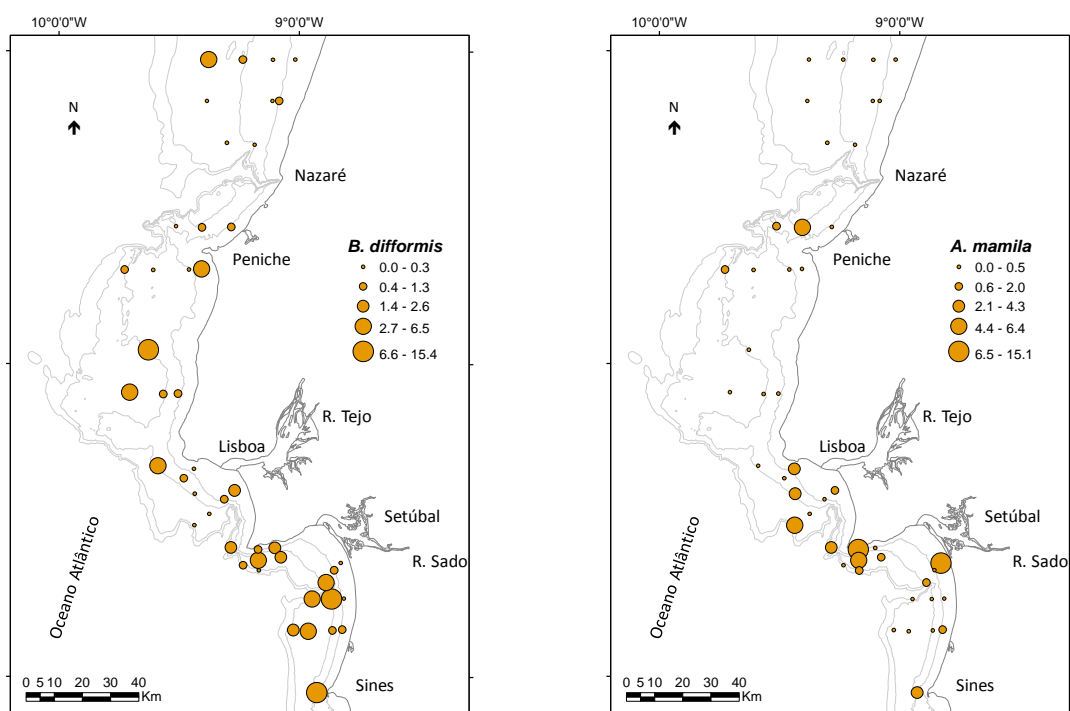 10°0'0"W
9°0'0"W
N
Nazaré
Peniche
B. difformis
0.0 - 0.3
0.4 - 1.3
1.4 - 2.6
2.7 - 6.5
6.6 - 15.4
R. Tejo
Lisboa
Setúbal
R. Sado
Oceano Atlântico
Sines
0 5 10 20 30 40
Km
10°0'0"W
9°0'0"W
N
Nazaré
Peniche
A. mamila
0.0 - 0.5
0.6 - 2.0
2.1 - 4.3
4.4 - 6.4
6.5 - 15.1
R. Tejo
Lisboa
Setúbal
R. Sado
Oceano Atlântico
Sines
0 5 10 20 30 40
Km